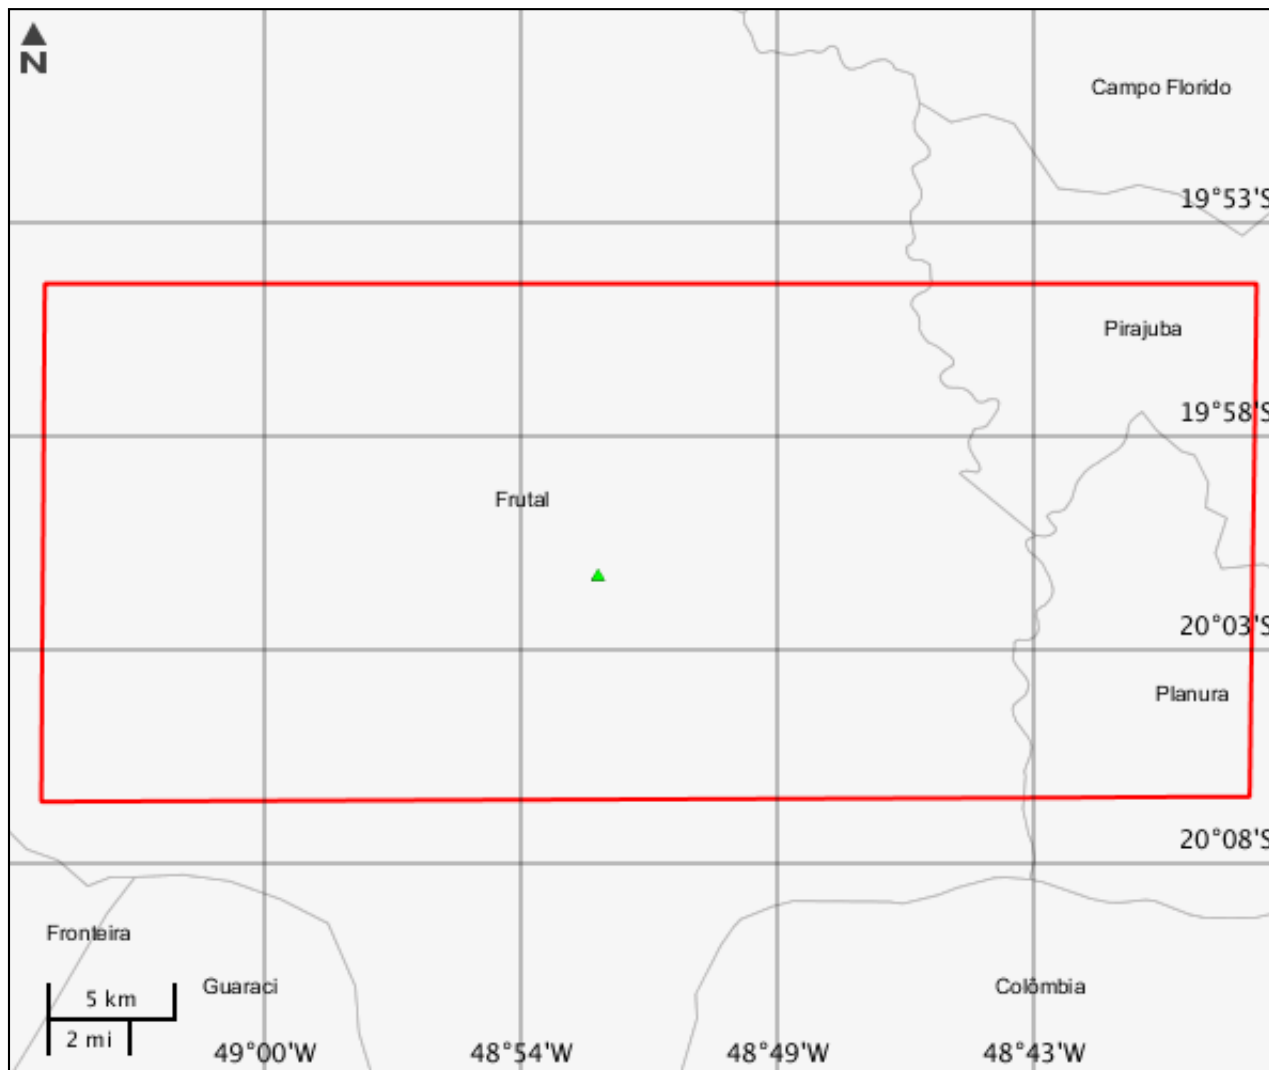 N
Campo Florido
19°53'S
Pirajuba
19°58'S
Frutal
20°03'S
Planura
20°08'S
Fronteira
Guaraci
Colômbia
5 km
2 mi
49°00'W
48°54'W
48°49'W
48°43'W